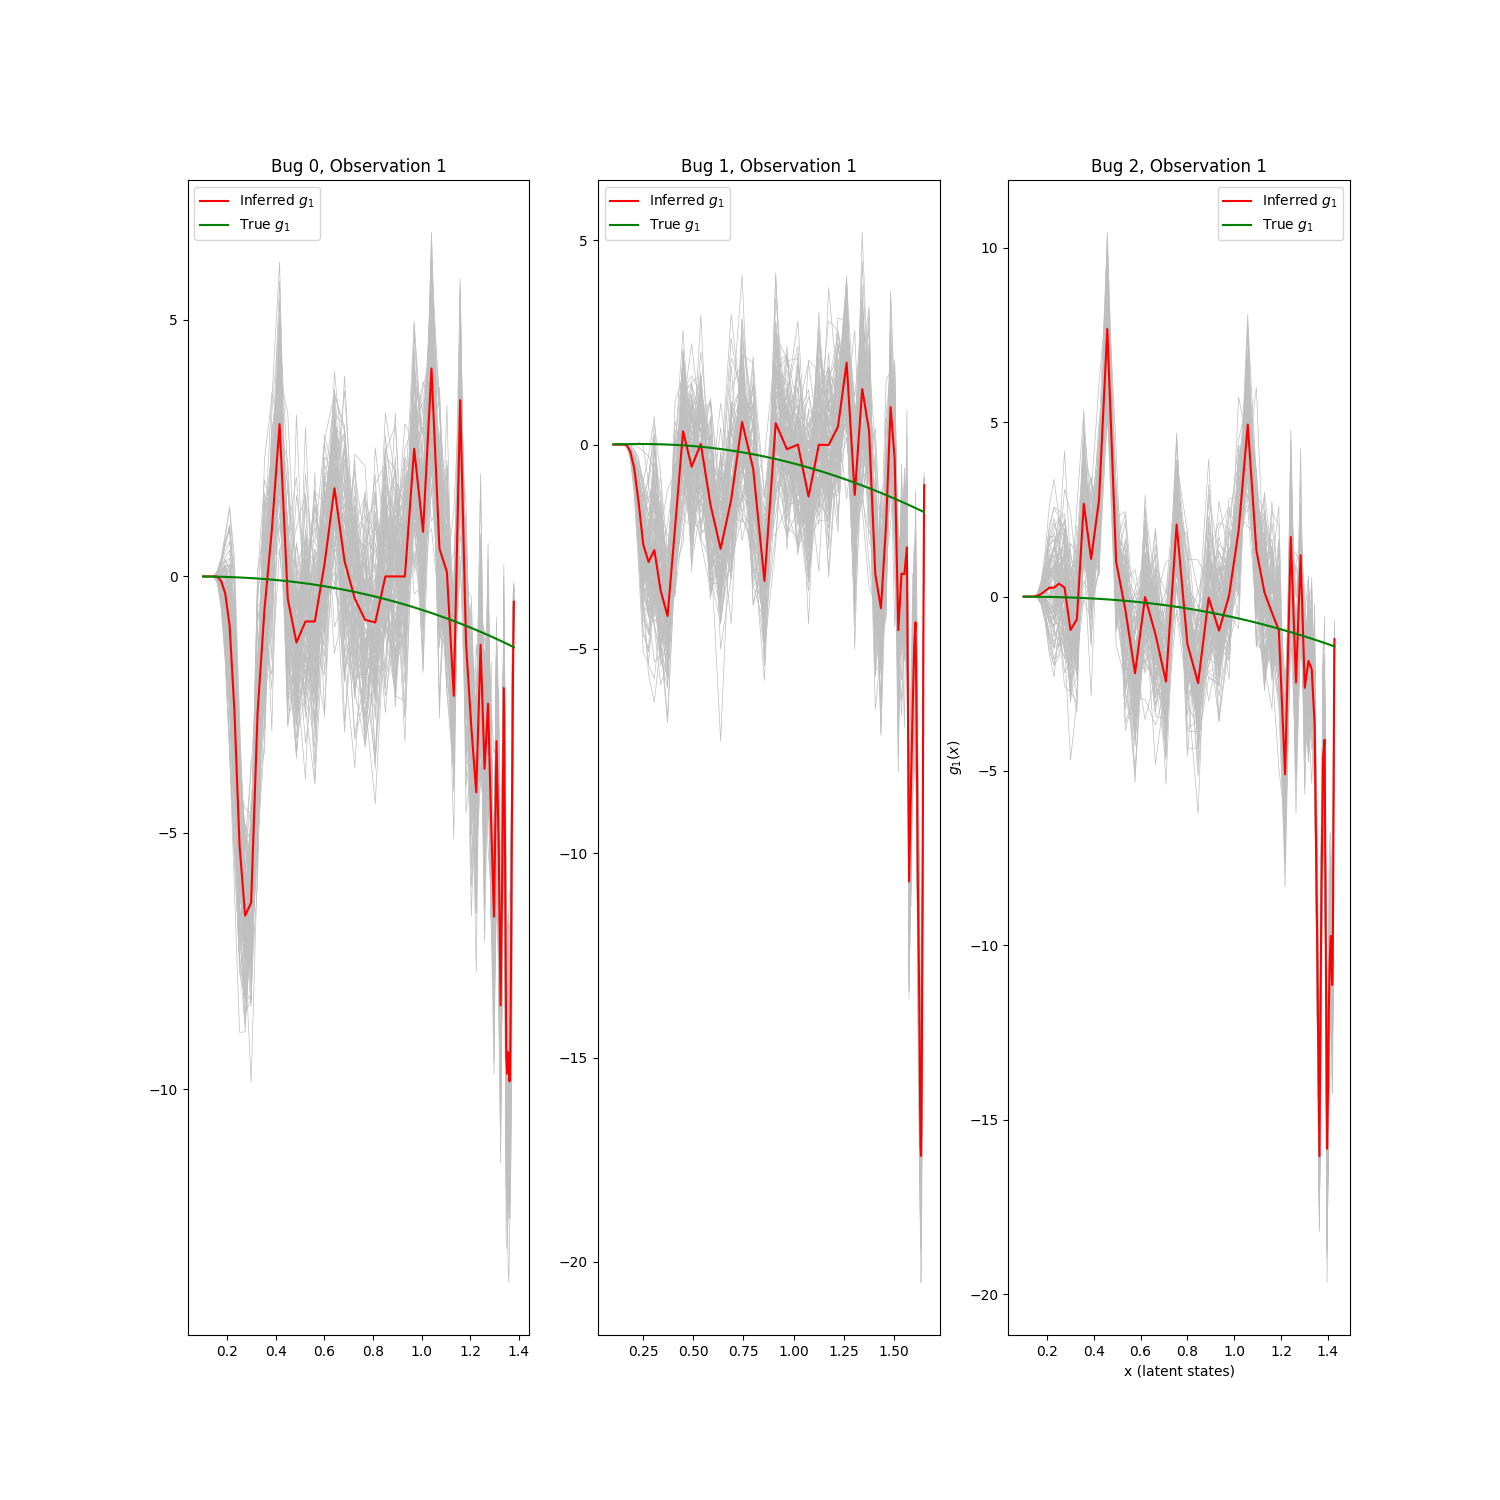 Bug 0, Observation 1
Inferred g₁
True g₁
5
0
−5
−10
0.2 0.4 0.6 0.8 1.0 1.2 1.4
Bug 1, Observation 1
Inferred g₁
True g₁
5
0
−5
−10
−15
−20
0.25 0.50 0.75 1.00 1.25 1.50
Bug 2, Observation 1
Inferred g₁
True g₁
g₁(x)
10
5
0
−5
−10
−15
−20
0.2 0.4 0.6 0.8 1.0 1.2 1.4
x (latent states)